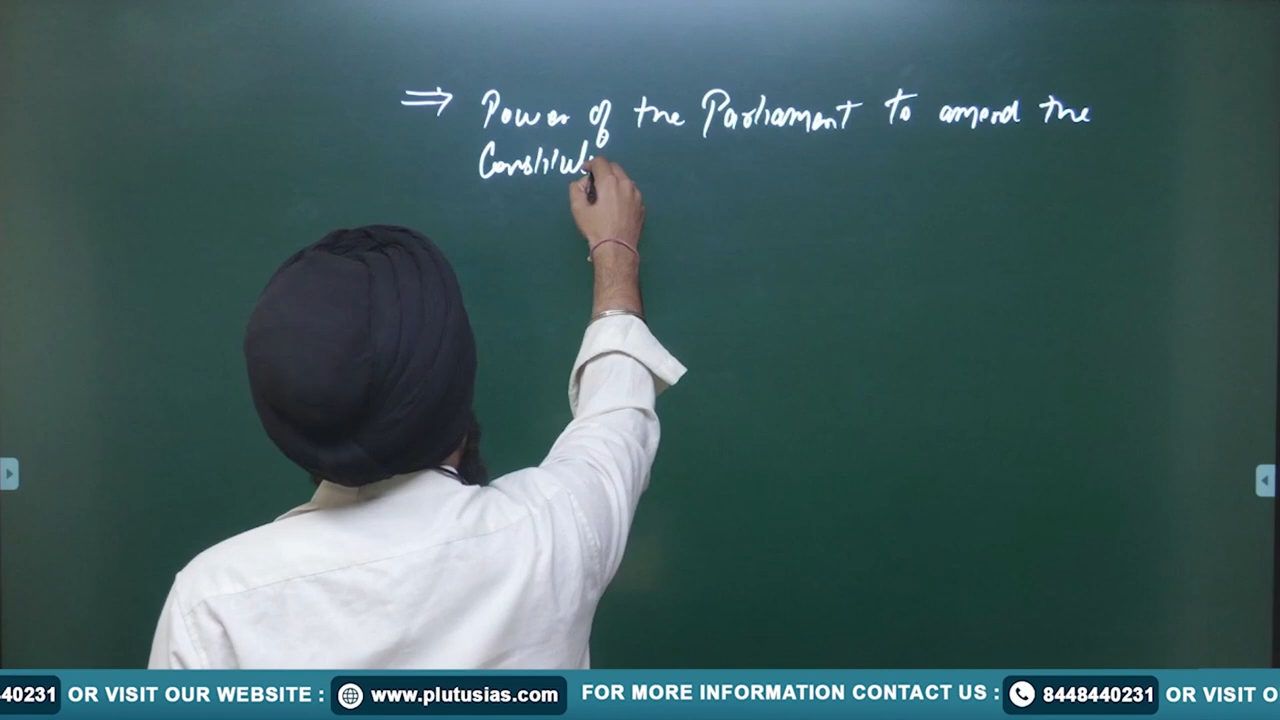 ⇒ Power of the Parliament to amend the
Constituti
40231 OR VISIT OUR WEBSITE : www.plutusias.com FOR MORE INFORMATION CONTACT US : 8448440231 OR VISIT O